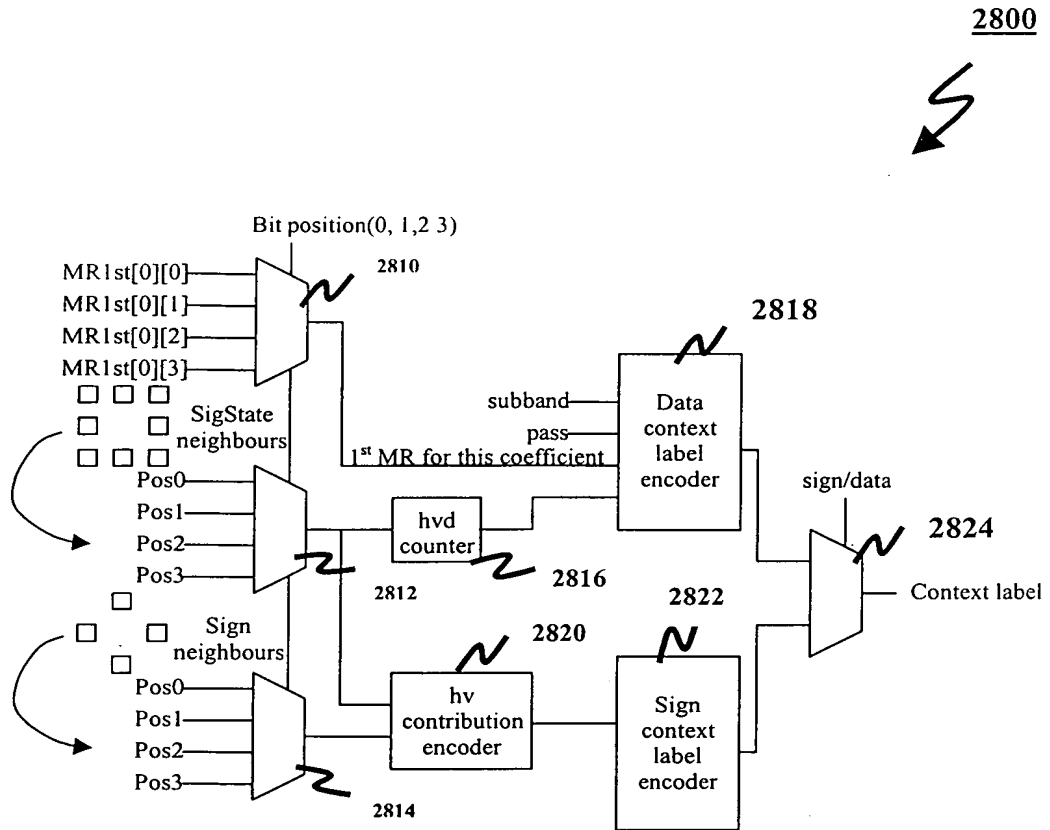 2800
Bit position(0, 1,2 3)
2810
MR1st[0][0]
MR1st[0][1]
MR1st[0][2]
MR1st[0][3]
SigState
neighbours
Pos0
Pos1
Pos2
Pos3
2812
hvd
counter
2816
subband
pass
1st MR for this coefficient
Data
context
label
encoder
2818
sign/data
2824
Context label
Sign
neighbours
Pos0
Pos1
Pos2
Pos3
2814
hv
contribution
encoder
2820
2822
Sign
context
label
encoder